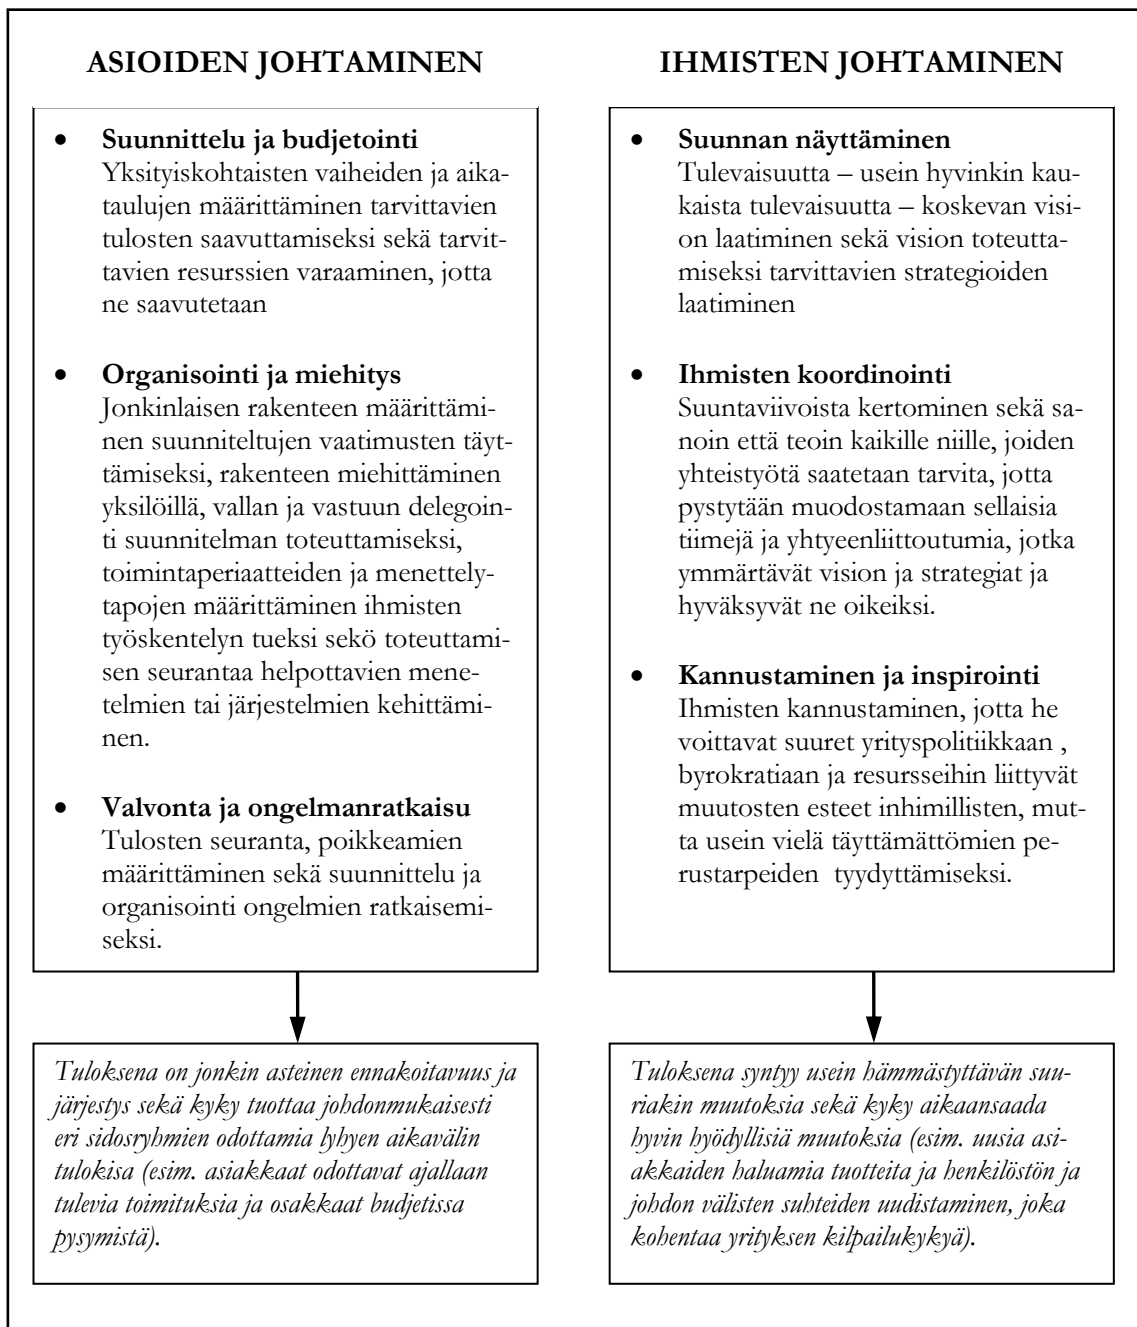 ASIOIDEN JOHTAMINEN
• Suunnittelu ja budjetointi
Yksityiskohtaisten vaiheiden ja aika-
taulujen määrittäminen tarvittavien
tulosten saavuttamiseksi sekä tarvit-
tavien resurssien varaaminen, jotta
ne saavutetaan
• Organisointi ja miehitys
Jonkinlaisen rakenteen määrittämi-
nen suunniteltujen vaatimusten täyt-
tämiseksi, rakenteen miehittäminen
yksilöillä, vallan ja vastuun delegoin-
ti suunnitelman toteuttamiseksi,
toimintaperiaatteiden ja menettely-
tapojen määrittäminen ihmisten
työskentelyn tueksi sekö toteuttami-
sen seurantaa helpottavien mene-
telmien tai järjestelmien kehittämi-
nen.
• Valvonta ja ongelmanratkaisu
Tulosten seuranta, poikkeamien
määrittäminen sekä suunnittelu ja
organisointi ongelmien ratkaisemi-
seksi.
Tuloksena on jonkin asteinen ennakoitavuus ja
järjestys sekä kyky tuottaa johdonmukaisesti
eri sidosryhmien odottamia lyhyen aikavälin
tulokisa (esim. asiakkaat odottavat ajallaan
tulevia toimituksia ja osakkaat budjetissa
pysymistä).
IHMISTEN JOHTAMINEN
• Suunnan näyttäminen
Tulevaisuutta – usein hyvinkin kau-
kaista tulevaisuutta – koskevan visi-
on laatiminen sekä vision toteutta-
miseksi tarvittavien strategioiden
laatiminen
• Ihmisten koordinointi
Suuntaviivoista kertominen sekä sa-
noin että teoin kaikille niille, joiden
yhteistyötä saatetaan tarvita, jotta
pystytään muodostamaan sellaisia
tiimejä ja yhtyeenliittoutumia, jotka
ymmärtävät vision ja strategiat ja
hyväksyvät ne oikeiksi.
• Kannustaminen ja inspirointi
Ihmisten kannustaminen, jotta he
voittavat suuret yrityspolitiikkaan ,
byrokratiaan ja resursseihin liittyvät
muutosten esteet inhimillisten, mut-
ta usein vielä täyttämättömien pe-
rustarpeiden tyydyttämiseksi.
Tuloksena syntyy usein hämmästyttävän suu-
riakin muutoksia sekä kyky aikaansaada
hyvin hyödyllisiä muutoksia (esim. uusia asi-
akkaiden haluamia tuotteita ja henkilöstön ja
johdon välisten suhteiden uudistaminen, joka
kohentaa yrityksen kilpailukykyä).